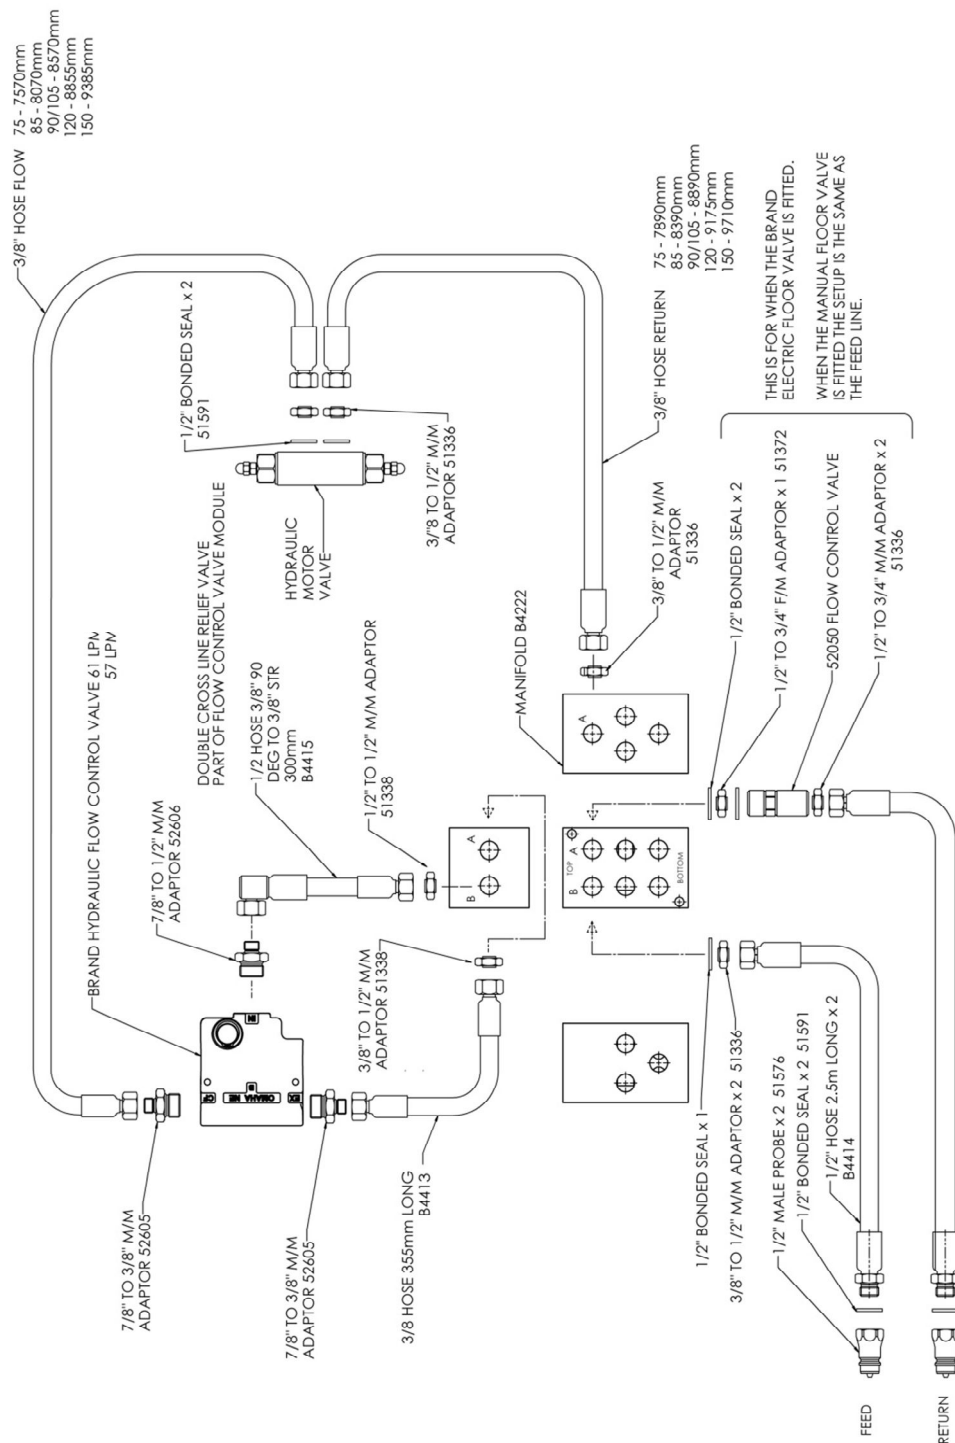 3/8" HOSE FLOW
75 - 7570mm
85 - 8070mm
90/105 - 8570mm
120 - 8855mm
150 - 9385mm
BRAND HYDRAULIC FLOW CONTROL VALVE 61 LPM
57 LPM
7/8" TO 3/8" M/M
ADAPTOR 52605
7/8" TO 1/2" M/M
ADAPTOR 52606
DOUBLE CROSS LINE RELIEF VALVE
PART OF FLOW CONTROL VALVE MODULE
1/2" BONDED SEAL x 2
51591
HYDRAULIC
MOTOR
VALVE
3/"8 TO 1/2" M/M
ADAPTOR 51336
CF
OMAHA NE
B
EX
IN
1/2 HOSE 3/8" 90
DEG TO 3/8" STR
300mm
B4415
1/2" TO 1/2" M/M ADAPTOR
51338
7/8" TO 3/8" M/M
ADAPTOR 52605
3/8" TO 1/2" M/M
ADAPTOR 51338
3/8 HOSE 355mm LONG
B4413
B
A
MANIFOLD B4222
3/8" HOSE RETURN
75 - 7890mm
85 - 8390mm
90/105 - 8890mm
120 - 9175mm
150 - 9710mm
3/8" TO 1/2" M/M
ADAPTOR
51336
TOP
B
A
BOTTOM
A
1/2" BONDED SEAL x 1
3/8" TO 1/2" M/M ADAPTOR x 2 51336
1/2" MALE PROBE x 2 51576
1/2" BONDED SEAL x 2 51591
1/2" HOSE 2.5m LONG x 2
B4414
1/2" BONDED SEAL x 2
1/2" TO 3/4" F/M ADAPTOR x 1 51372
52050 FLOW CONTROL VALVE
1/2" TO 3/4" M/M ADAPTOR x 2
51336
THIS IS FOR WHEN THE BRAND
ELECTRIC FLOOR VALVE IS FITTED.
WHEN THE MANUAL FLOOR VALVE
IS FITTED THE SETUP IS THE SAME AS
THE FEED LINE.
FEED
RETURN